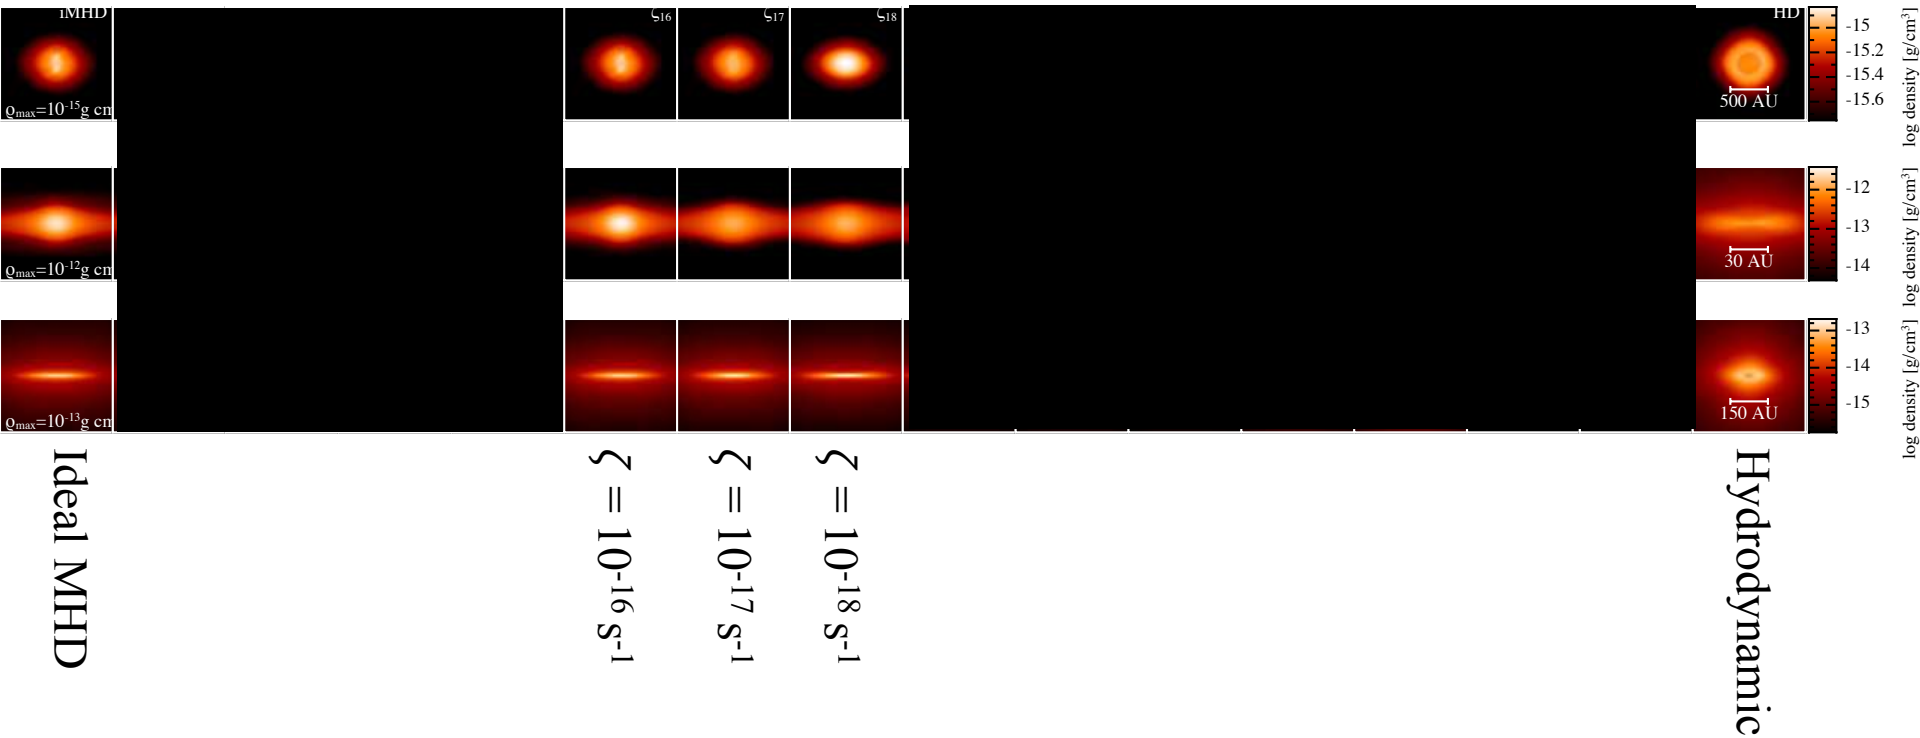 iMHD
ζ16
ζ17
ζ18
HD
ϱmax=10-15g cm
500 AU
-15
-15.2
-15.4
-15.6
log density [g/cm3]
ϱmax=10-12g cm
30 AU
-12
-13
-14
log density [g/cm3]
ϱmax=10-13g cm
150 AU
-13
-14
-15
log density [g/cm3]
Ideal MHD
ζ = 10-16 s-1
ζ = 10-17 s-1
ζ = 10-18 s-1
Hydrodynamic